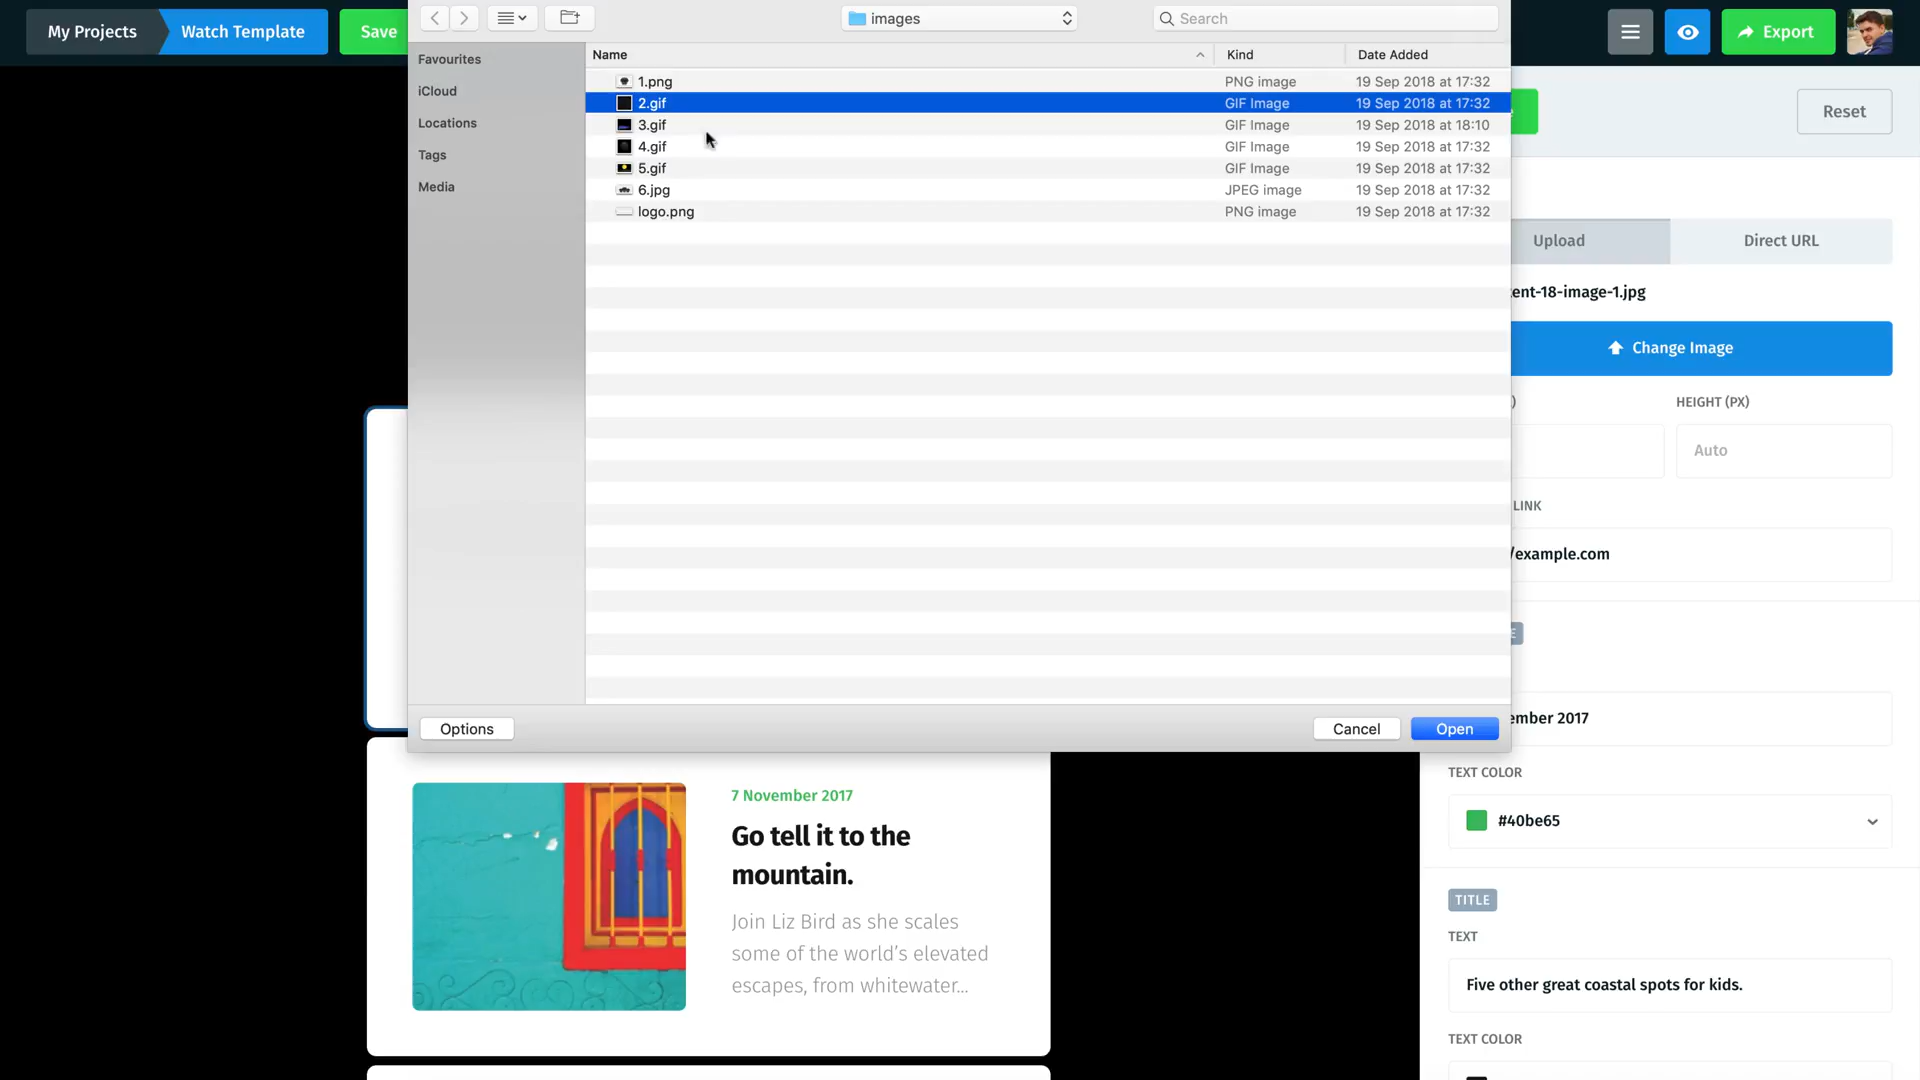 My Projects
Watch Template
Save
images
Search
Export
Favourites
iCloud
Locations
Tags
Media
Name
Kind
Date Added
1.png
PNG image
19 Sep 2018 at 17:32
2.gif
GIF Image
19 Sep 2018 at 17:32
3.gif
GIF Image
19 Sep 2018 at 18:10
4.gif
GIF Image
19 Sep 2018 at 17:32
5.gif
GIF Image
19 Sep 2018 at 17:32
6.jpg
JPEG image
19 Sep 2018 at 17:32
logo.png
PNG image
19 Sep 2018 at 17:32
Options
Cancel
Open
Reset
Upload
Direct URL
ent-18-image-1.jpg
Change Image
)
HEIGHT (PX)
Auto
LINK
/example.com
E
ember 2017
TEXT COLOR
#40be65
TITLE
TEXT
Five other great coastal spots for kids.
TEXT COLOR
7 November 2017
Go tell it to the
mountain.
Join Liz Bird as she scales
some of the world's elevated
escapes, from whitewater...